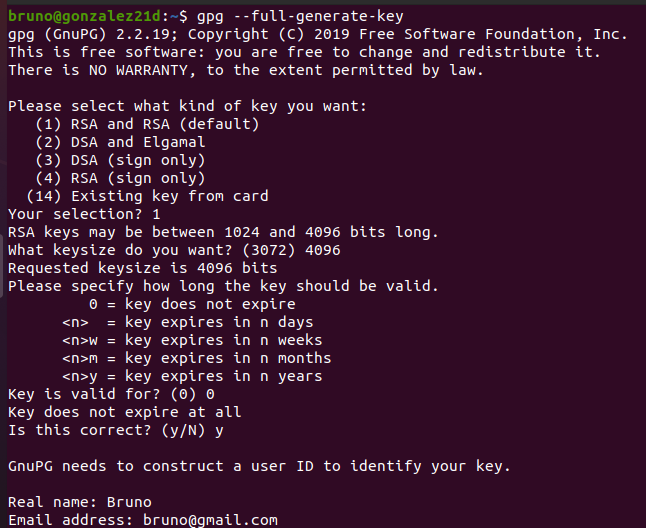 bruno@gonzalez21d:~$ gpg --full-generate-key
gpg (GnuPG) 2.2.19; Copyright (C) 2019 Free Software Foundation, Inc.
This is free software: you are free to change and redistribute it.
There is NO WARRANTY, to the extent permitted by law.

Please select what kind of key you want:
   (1) RSA and RSA (default)
   (2) DSA and Elgamal
   (3) DSA (sign only)
   (4) RSA (sign only)
  (14) Existing key from card
Your selection? 1
RSA keys may be between 1024 and 4096 bits long.
What keysize do you want? (3072) 4096
Requested keysize is 4096 bits
Please specify how long the key should be valid.
         0 = key does not expire
      <n>  = key expires in n days
      <n>w = key expires in n weeks
      <n>m = key expires in n months
      <n>y = key expires in n years
Key is valid for? (0) 0
Key does not expire at all
Is this correct? (y/N) y

GnuPG needs to construct a user ID to identify your key.

Real name: Bruno
Email address: bruno@gmail.com